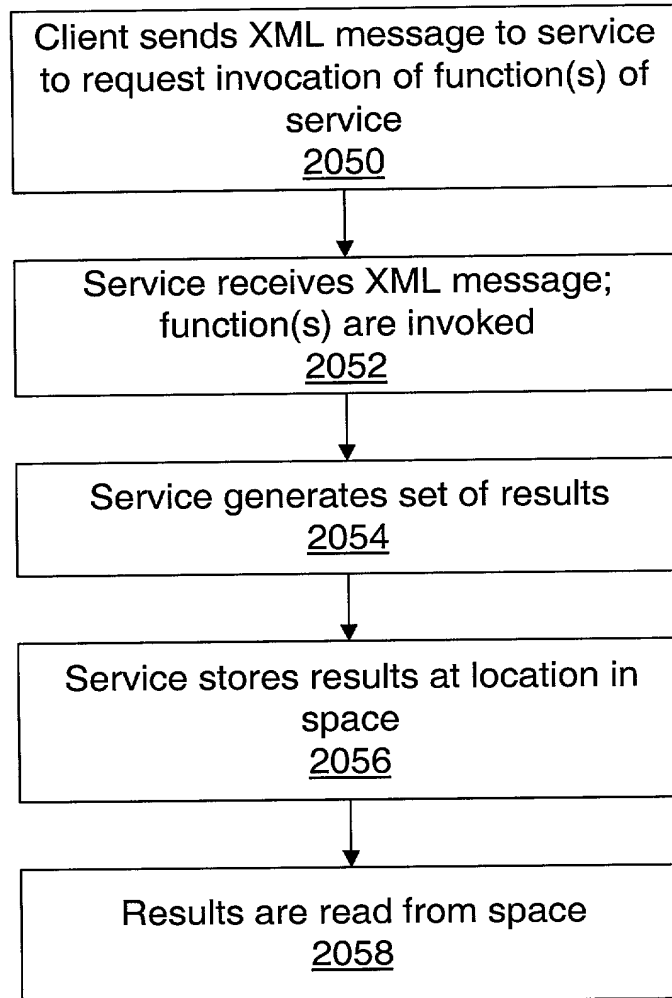 Client sends XML message to service
to request invocation of function(s) of
service
2050
Service receives XML message;
function(s) are invoked
2052
Service generates set of results
2054
Service stores results at location in
space
2056
Results are read from space
2058